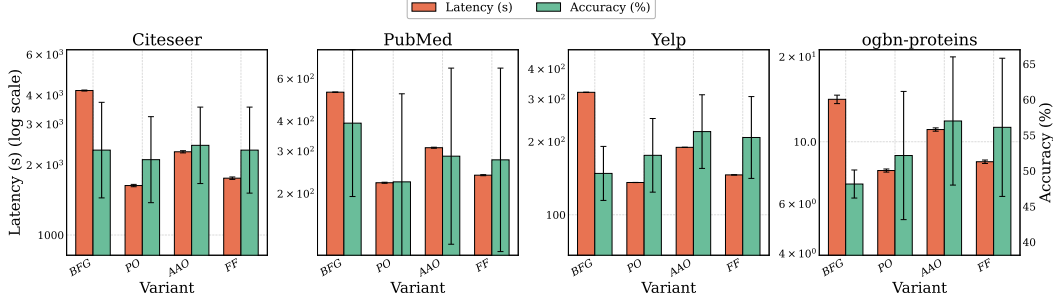 Latency (s) Accuracy (%)
Citeseer PubMed Yelp ogbn-proteins
Latency (s) (log scale)
6 × 10³
4 × 10³
3 × 10³
2 × 10³
1000
BFG PO AAO FF
Variant
6 × 10²
4 × 10²
3 × 10²
2 × 10²
BFG PO AAO FF
Variant
4 × 10²
3 × 10²
2 × 10²
100
BFG PO AAO FF
Variant
2 × 10¹
10.0
6 × 10⁰
4 × 10⁰
BFG PO AAO FF
Variant
65
60
55
50
45
40
Accuracy (%)